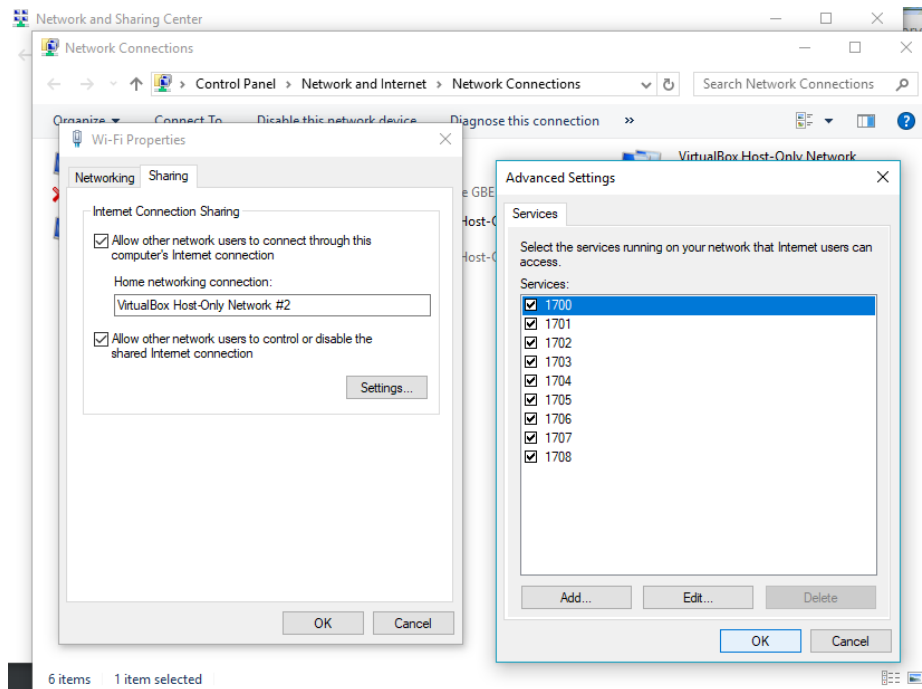 Network and Sharing Center
Network Connections
Control Panel > Network and Internet > Network Connections
Search Network Connections
Organize
Connect To
Disable this network device
Diagnose this connection
»
?
VirtualBox Host-Only Network
e GBE
Host-
Host-
Wi-Fi Properties
Networking
Sharing
Internet Connection Sharing
Allow other network users to connect through this
computer's Internet connection
Home networking connection:
VirtualBox Host-Only Network #2
Allow other network users to control or disable the
shared Internet connection
Settings...
OK
Cancel
Advanced Settings
Services
Select the services running on your network that Internet users can
access.
Services:
1700
1701
1702
1703
1704
1705
1706
1707
1708
Add...
Edit...
Delete
OK
Cancel
6 items
1 item selected